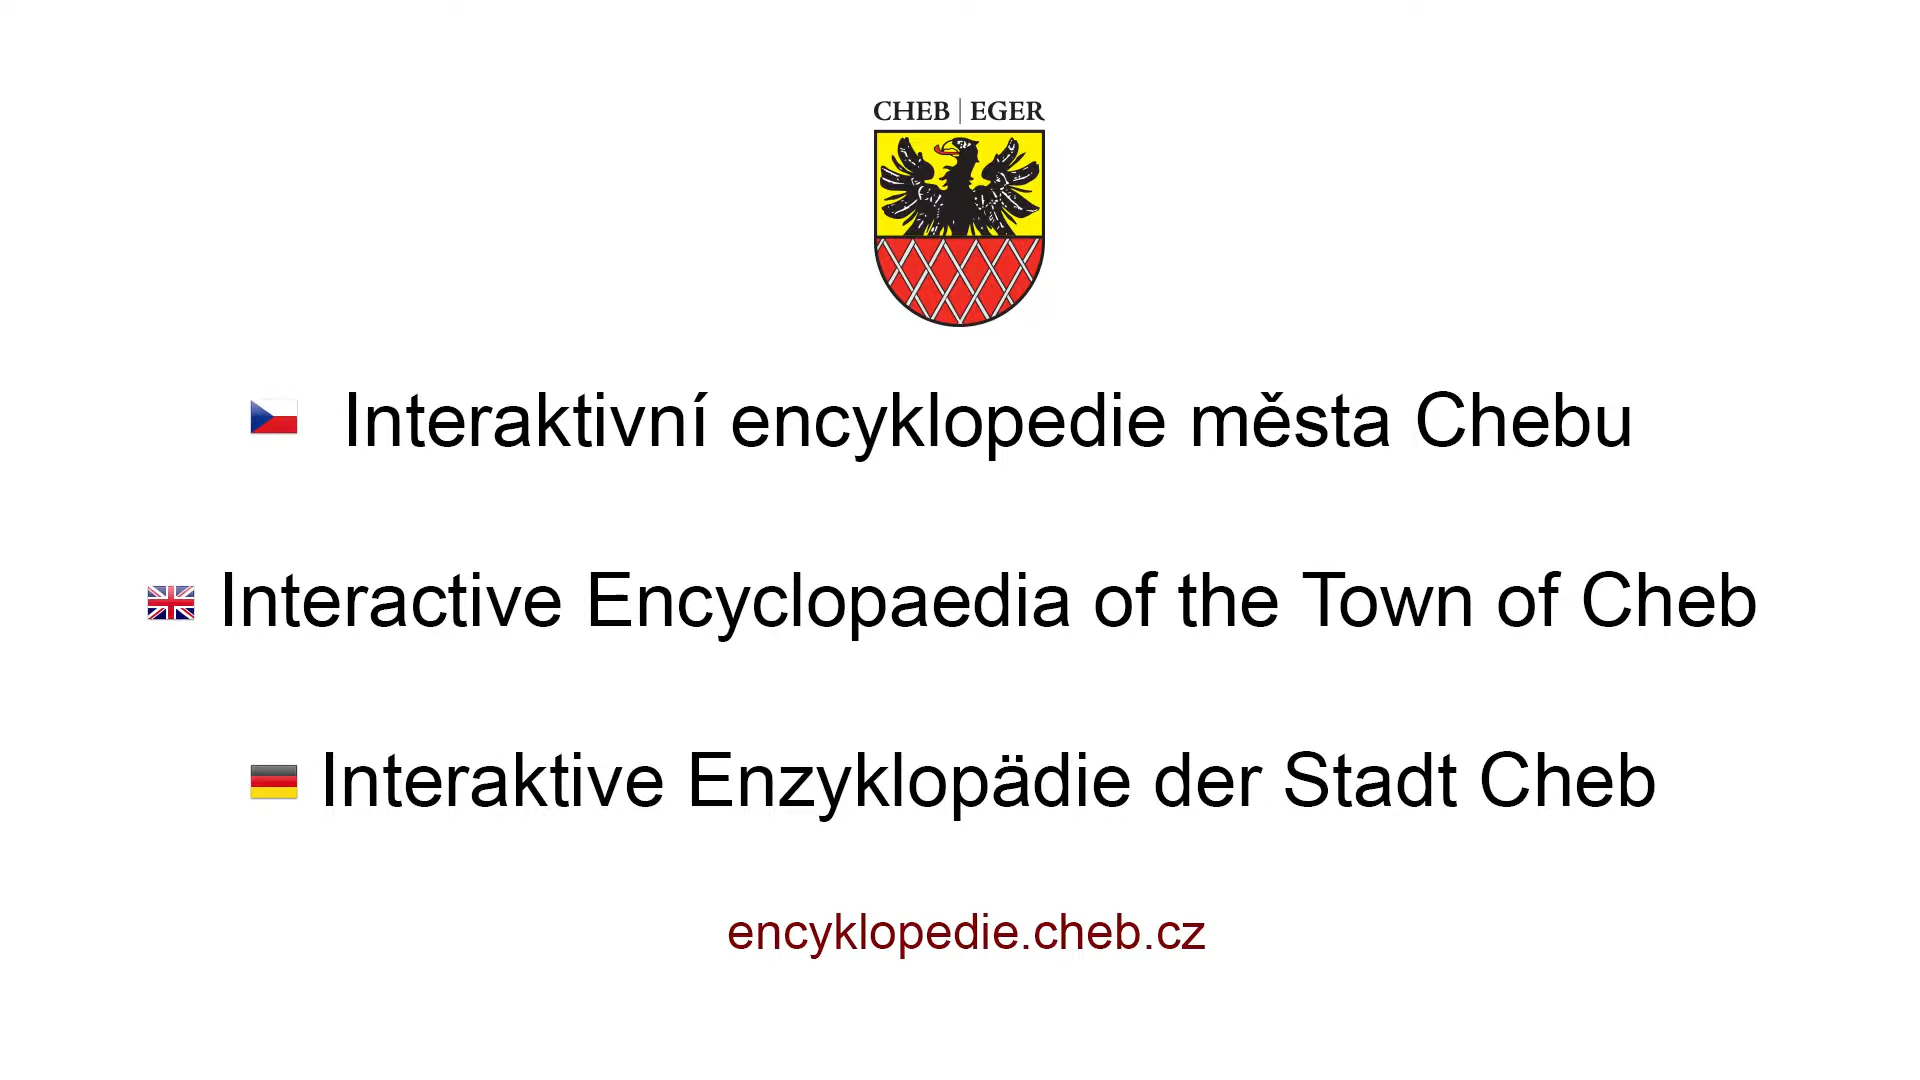 CHEB | EGER
Interaktivní encyklopedie města Chebu
Interactive Encyclopaedia of the Town of Cheb
Interaktive Enzyklopädie der Stadt Cheb
encyklopedie.cheb.cz